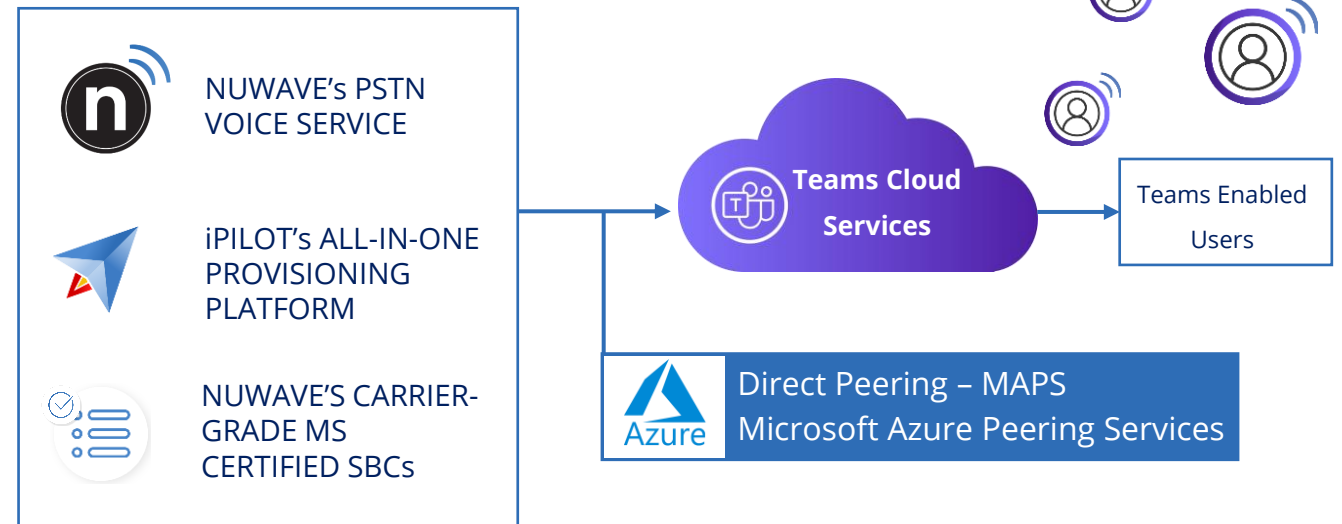 n
NUWAVE's PSTN
VOICE SERVICE
iPILOT's ALL-IN-ONE
PROVISIONING
PLATFORM
NUWAVE'S CARRIER-
GRADE MS
CERTIFIED SBCs
T
Teams Cloud
Services
Teams Enabled
Users
Azure
Direct Peering – MAPS
Microsoft Azure Peering Services